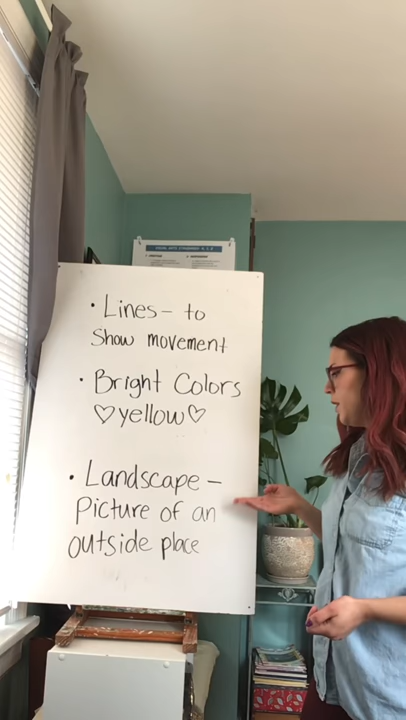 • Lines – to
Show movement
• Bright Colors
♡yellow♡
• Landscape –
Picture of an
outside place